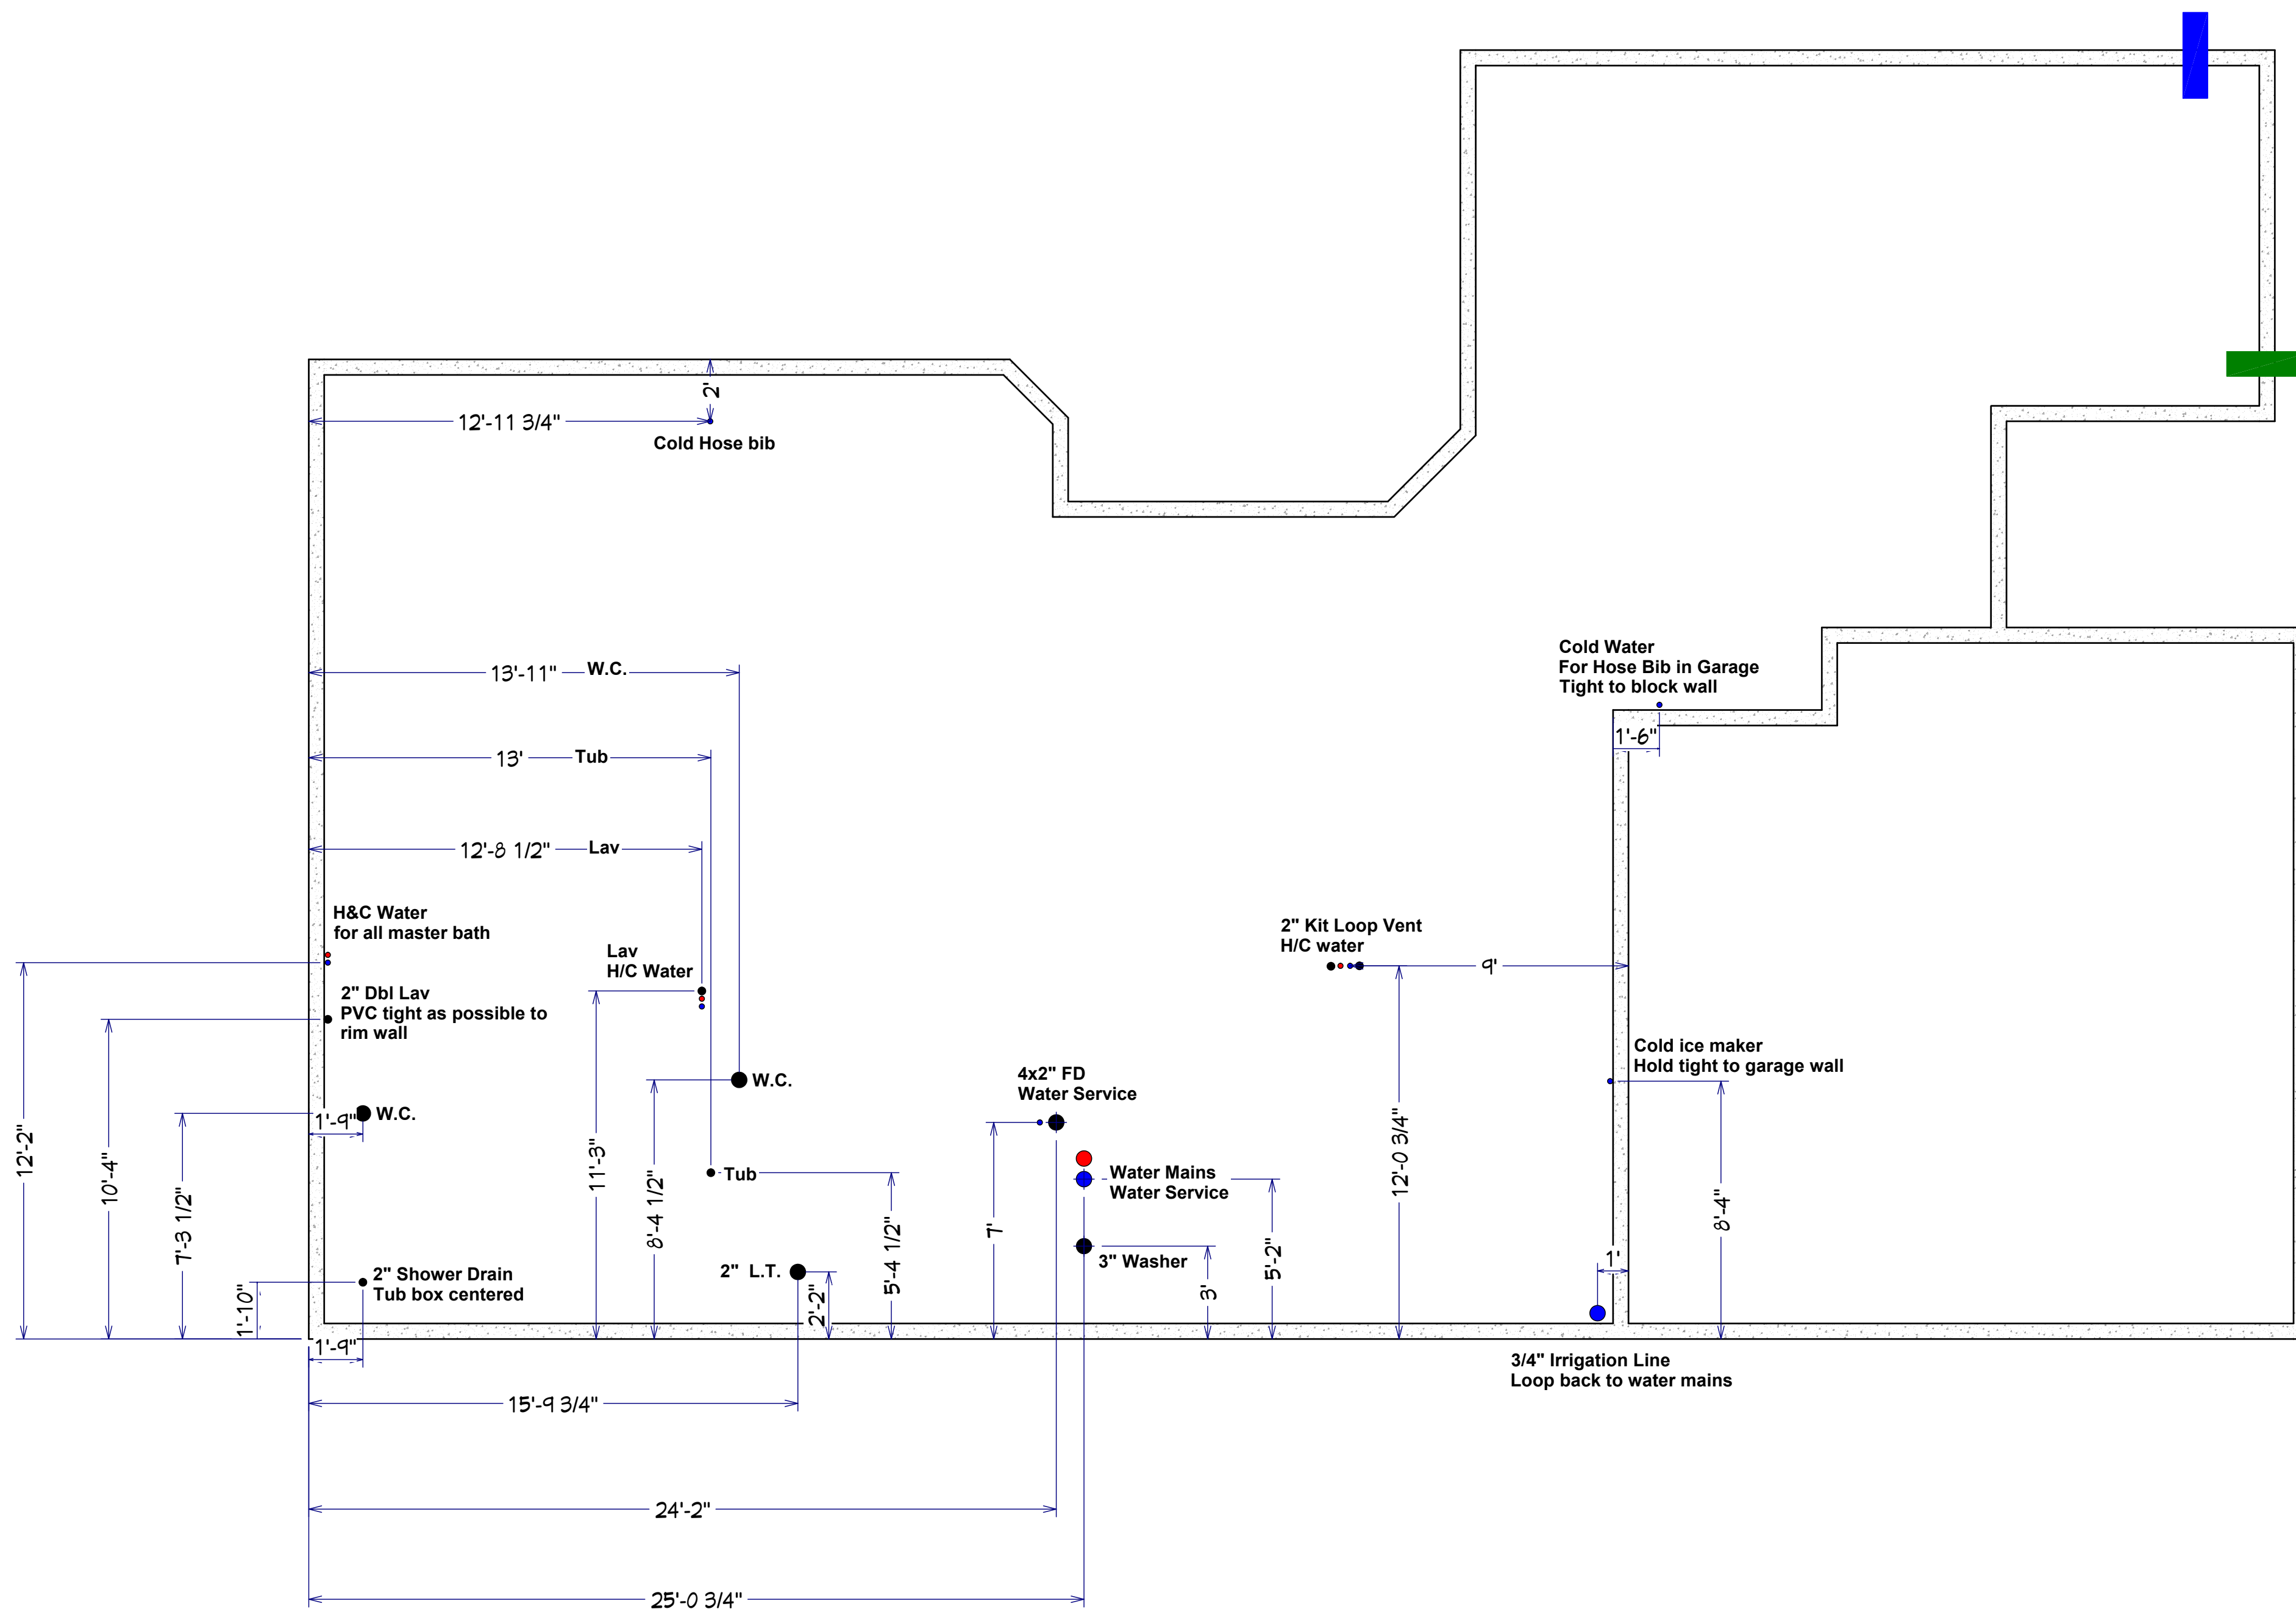 2'
12'-11 3/4"
Cold Hose bib
13'-11"
W.C.
Cold Water
For Hose Bib in Garage
Tight to block wall
1'-6"
13'
Tub
12'-8 1/2"
Lav
H&C Water
for all master bath
Lav
H/C Water
2" Kit Loop Vent
H/C water
9'
2" Dbl Lav
PVC tight as possible to
rim wall
Cold ice maker
Hold tight to garage wall
4x2" FD
Water Service
W.C.
W.C.
1'-9"
12'-2"
10'-4"
7'-3 1/2"
11'-3"
8'-4 1/2"
Tub
Water Mains
Water Service
12'-0 3/4"
8'-4"
7'
5'-4 1/2"
5'-2"
3'
3" Washer
1'
2" L.T.
2'-2"
2" Shower Drain
Tub box centered
1'-10"
1'-9"
3/4" Irrigation Line
Loop back to water mains
15'-9 3/4"
24'-2"
25'-0 3/4"